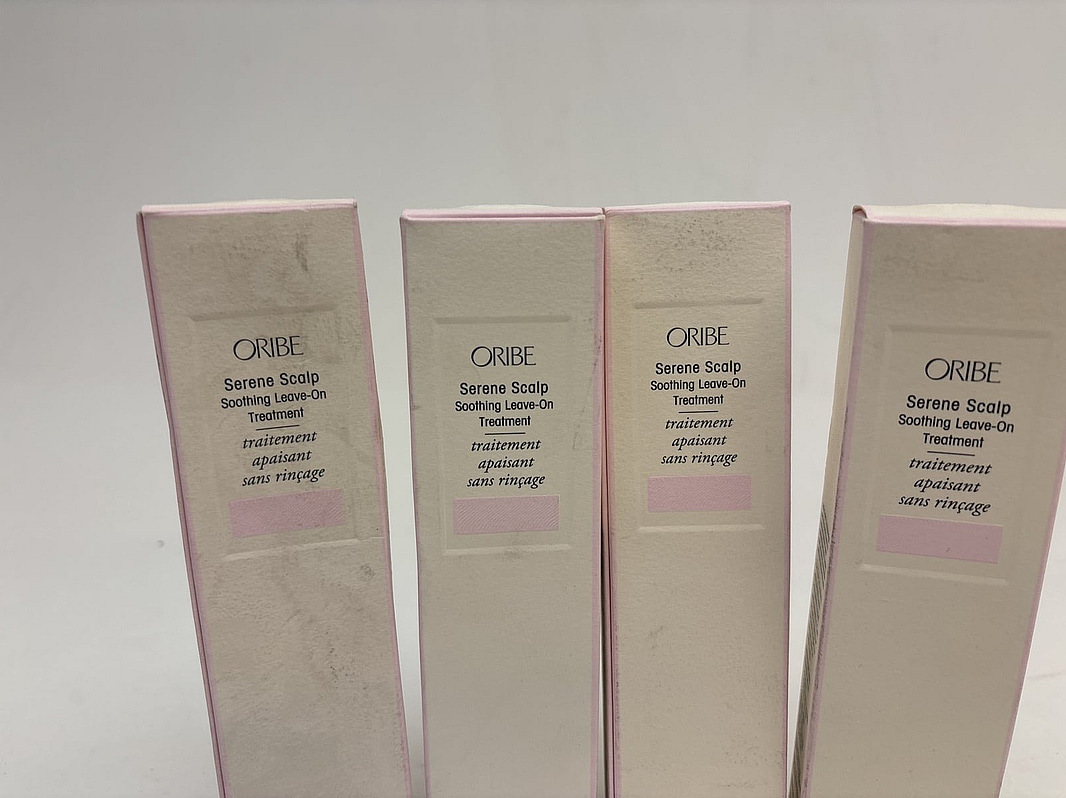 ORIBE
Serene Scalp
Soothing Leave-On
Treatment
traitement
apaisant
sans rinçage
ORIBE
Serene Scalp
Soothing Leave-On
Treatment
traitement
apaisant
sans rinçage
ORIBE
Serene Scalp
Soothing Leave-On
Treatment
traitement
apaisant
sans rinçage
ORIBE
Serene Scalp
Soothing Leave-On
Treatment
traitement
apaisant
sans rinçage